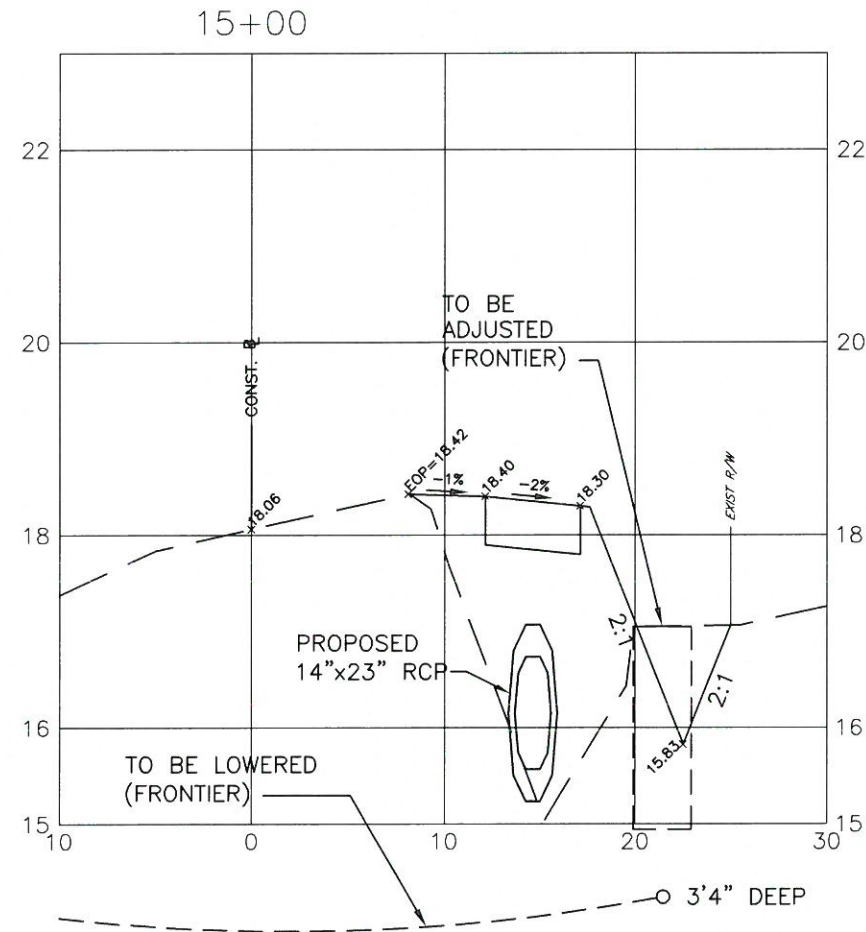 15+00
22
22
20
20
TO BE
ADJUSTED
(FRONTIER)
CONST.
EOP=18.42
-1%
18.40
-2%
18.30
18.06
EXIST R/W
18
18
2:1
PROPOSED
14"x23" RCP
2:1
16
16
15.83
TO BE LOWERED
(FRONTIER)
15
15
10
0
10
20
30
3'4" DEEP